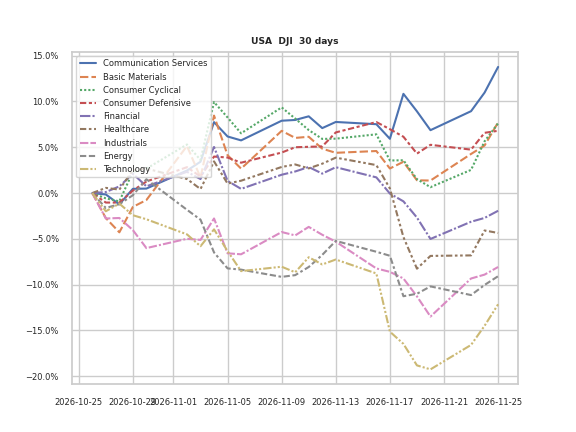 USA  DJI  30 days
15.0%
10.0%
5.0%
0.0%
−5.0%
−10.0%
−15.0%
−20.0%
Communication Services
Basic Materials
Consumer Cyclical
Consumer Defensive
Financial
Healthcare
Industrials
Energy
Technology
2026-10-25 2026-10-29 2026-11-01 2026-11-05 2026-11-09 2026-11-13 2026-11-17 2026-11-21 2026-11-25